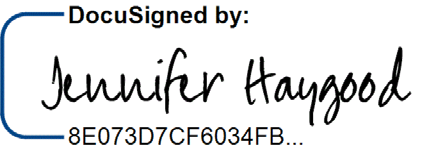 DocuSigned by:
Jennifer Haygood
8E073D7CF6034FB...